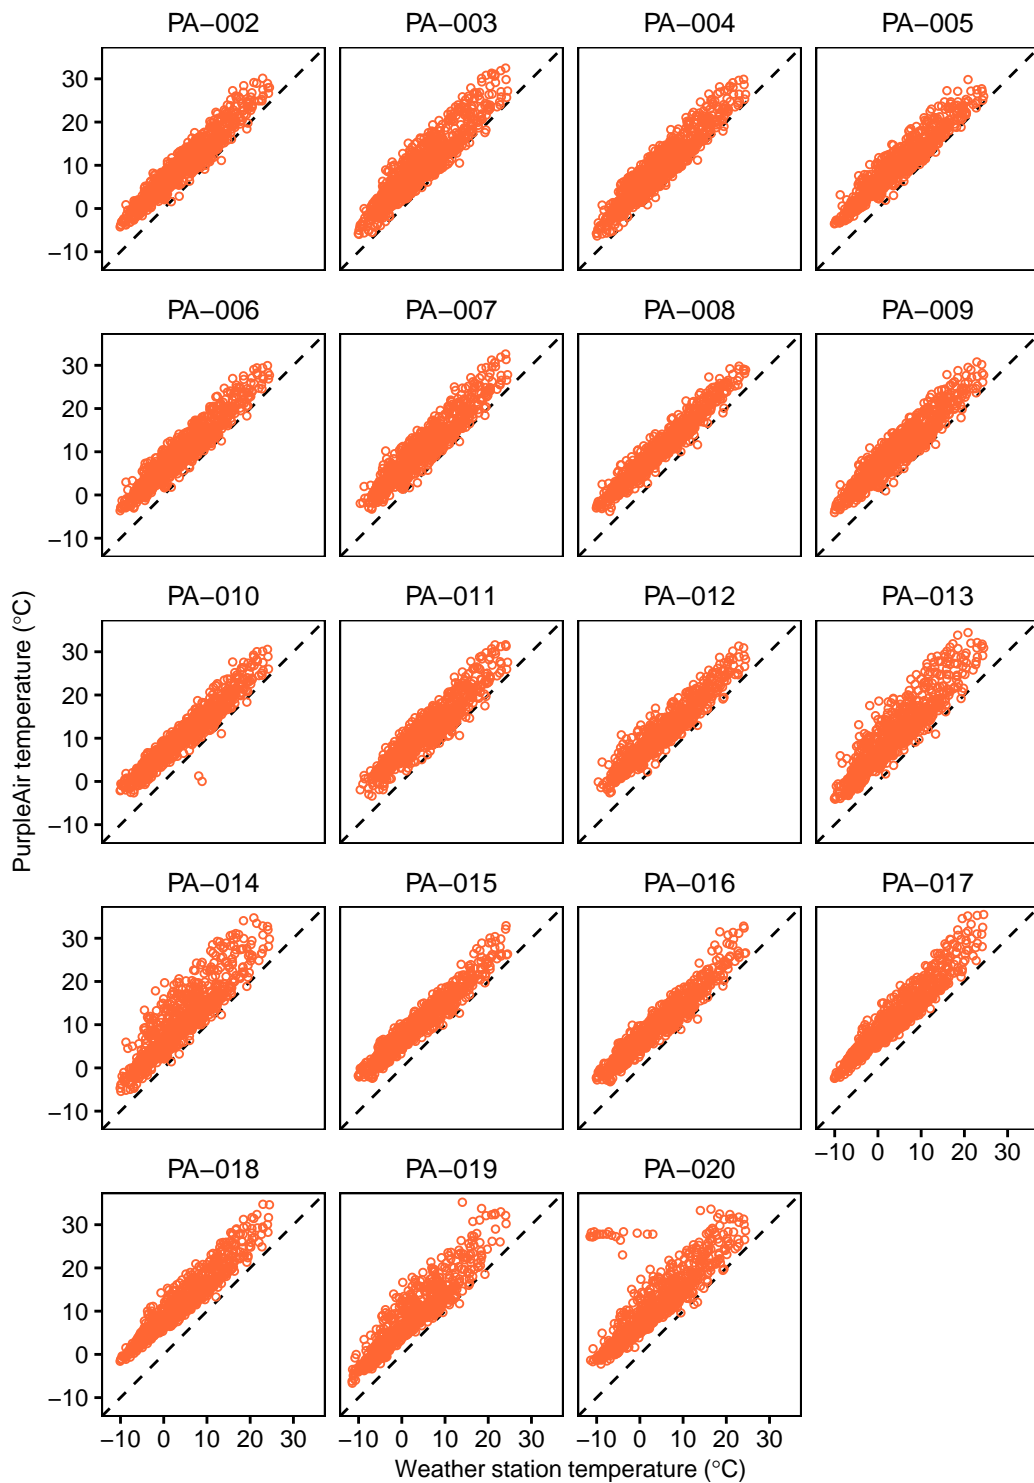 PA−002 PA−003 PA−004 PA−005
30
20
10
0
−10
PA−006 PA−007 PA−008 PA−009
30
20
10
0
−10
PA−010 PA−011 PA−012 PA−013
30
20
10
0
−10
PurpleAir temperature (°C)
PA−014 PA−015 PA−016 PA−017
30
20
10
0
−10
−10 0 10 20 30
PA−018 PA−019 PA−020
30
20
10
0
−10
−10 0 10 20 30 −10 0 10 20 30 −10 0 10 20 30
Weather station temperature (°C)